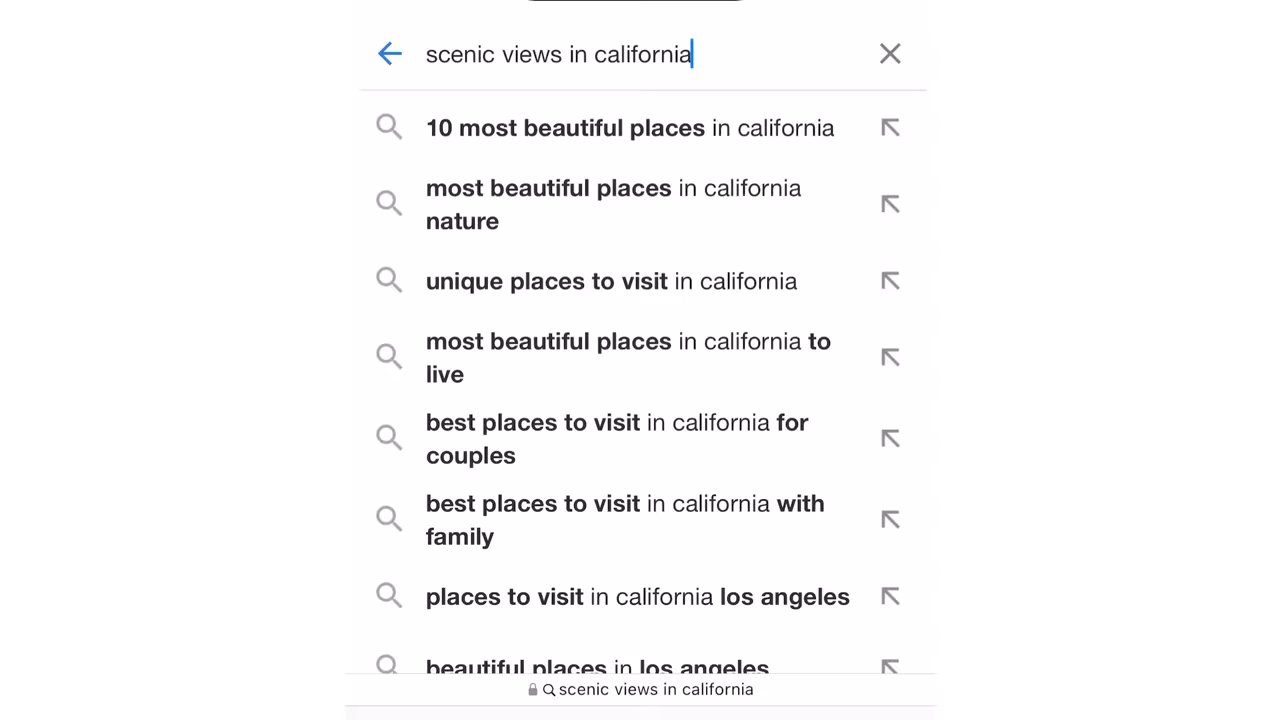 scenic views in california
10 most beautiful places in california
most beautiful places in california
nature
unique places to visit in california
most beautiful places in california to
live
best places to visit in california for
couples
best places to visit in california with
family
places to visit in california los angeles
beautiful places in los angeles
scenic views in california